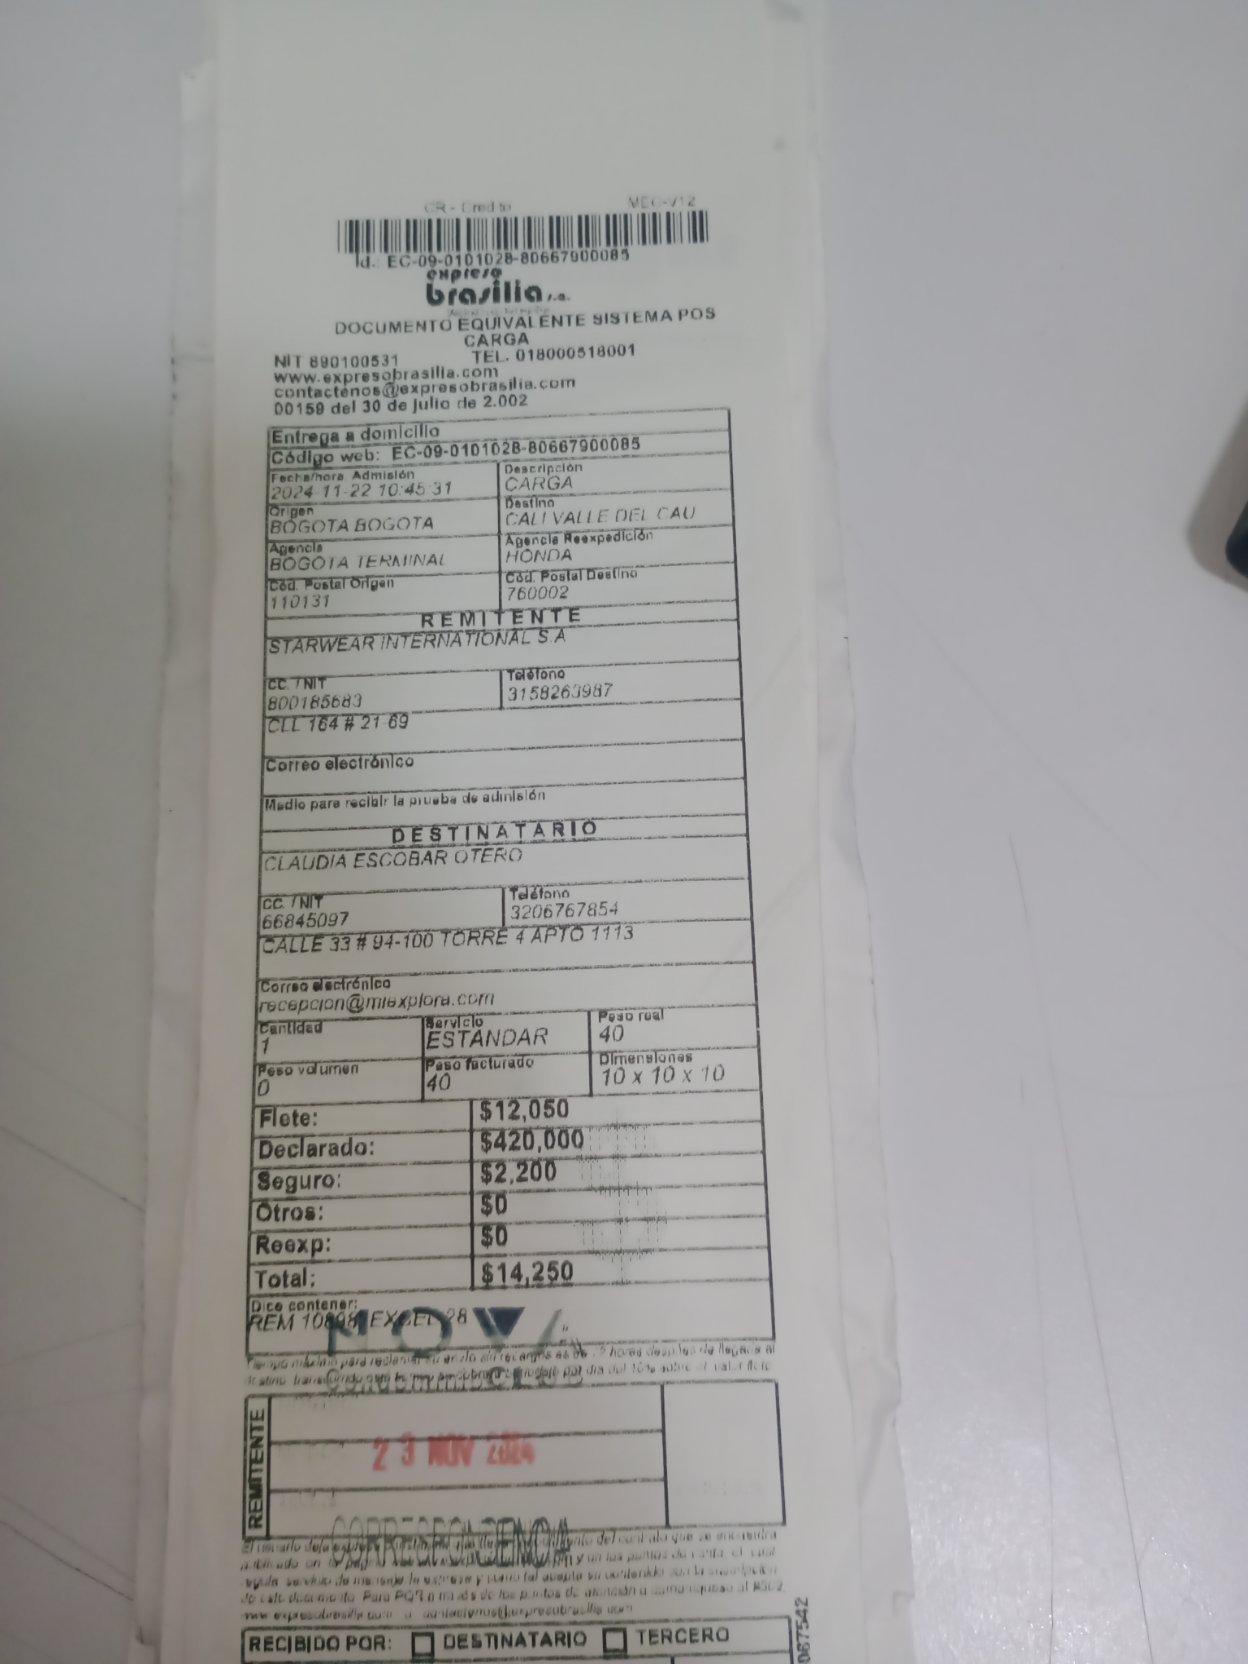 CR - Credito MEC-V12
Id.: EC-09-0101028-80667900085
expreso
brasilia s.a.
DOCUMENTO EQUIVALENTE SISTEMA POS
CARGA
NIT 890100531 TEL. 018000518001
www.expresobrasilia.com
contactenos@expresobrasilia.com
00159 del 30 de julio de 2.002
Entrega a domicilio
Código web: EC-09-0101028-80667900085
Fecha/hora Admisión Descripción
2024-11-22 10:45:31 CARGA
Origen Destino
BOGOTA BOGOTA CALI VALLE DEL CAU
Agencia Agencia Reexpedición
BOGOTA TERMINAL HONDA
Cód. Postal Origen Cód. Postal Destino
110131 760002
REMITENTE
STARWEAR INTERNATIONAL S.A
CC. / NIT Teléfono
800185683 3158263987
CLL 164 # 21 69
Correo electrónico
Medio para recibir la prueba de admisión
DESTINATARIO
CLAUDIA ESCOBAR OTERO
CC. / NIT Teléfono
66845097 3206767854
CALLE 33 # 94-100 TORRE 4 APTO 1113
Correo electrónico
recepcion@miexplora.com
Cantidad Servicio Peso real
1 ESTANDAR 40
Peso volumen Peso facturado Dimensiones
0 40 10 x 10 x 10
Flete: $12,050
Declarado: $420,000
Seguro: $2,200
Otros: $0
Reexp: $0
Total: $14,250
Dice contener:
REM
NOVA
REMITENTE
23 NOV 2024
CORRESPONDENCIA
RECIBIDO POR: DESTINATARIO TERCERO
067542